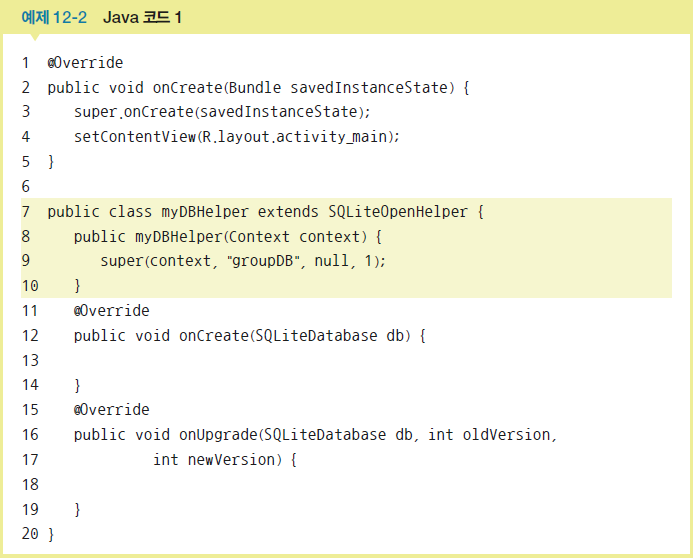 예제 12-2 Java 코드 1
1 @Override
2 public void onCreate(Bundle savedInstanceState) {
3 super.onCreate(savedInstanceState);
4 setContentView(R.layout.activity_main);
5 }
6
7 public class myDBHelper extends SQLiteOpenHelper {
8 public myDBHelper(Context context) {
9 super(context, "groupDB", null, 1);
10 }
11 @Override
12 public void onCreate(SQLiteDatabase db) {
13
14 }
15 @Override
16 public void onUpgrade(SQLiteDatabase db, int oldVersion,
17 int newVersion) {
18
19 }
20 }